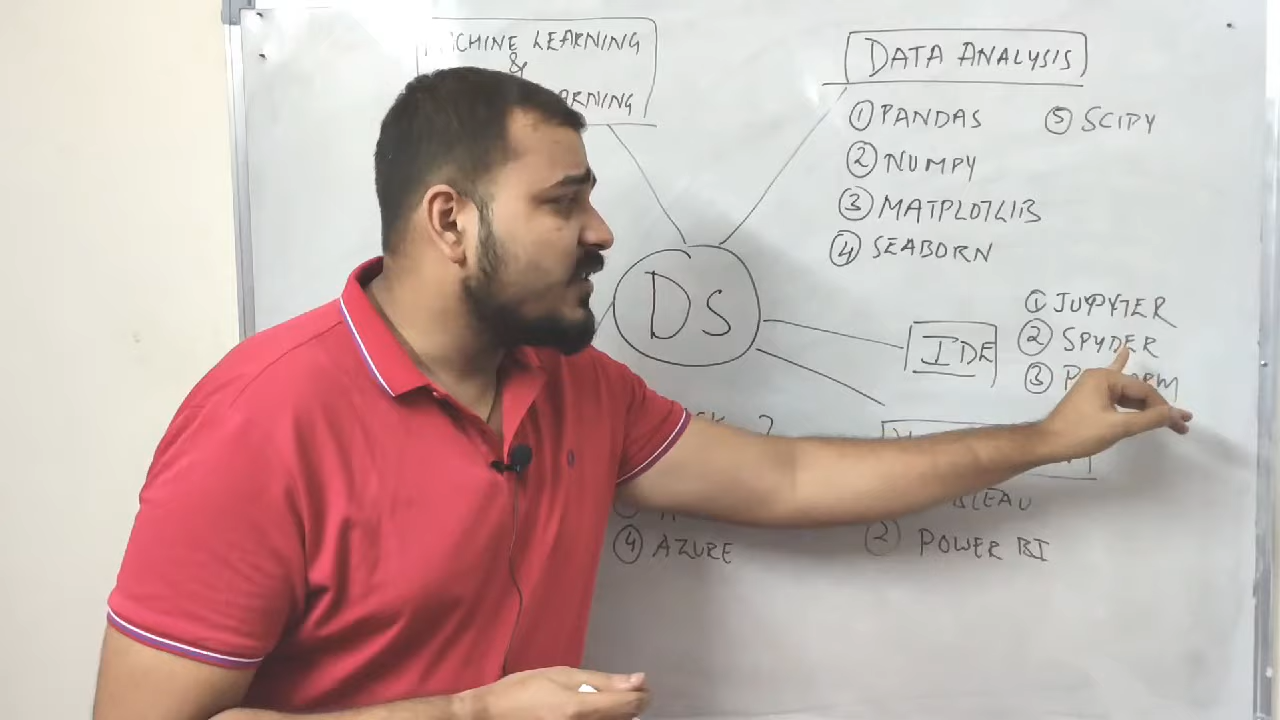 MACHINE LEARNING
&
LEARNING
DATA ANALYSIS
① PANDAS
② NUMPY
③ MATPLOTLIB
④ SEABORN
⑤ SCIPY
DS
IDE
① JUPYTER
② SPYDER
③
④ AZURE
② POWER BI